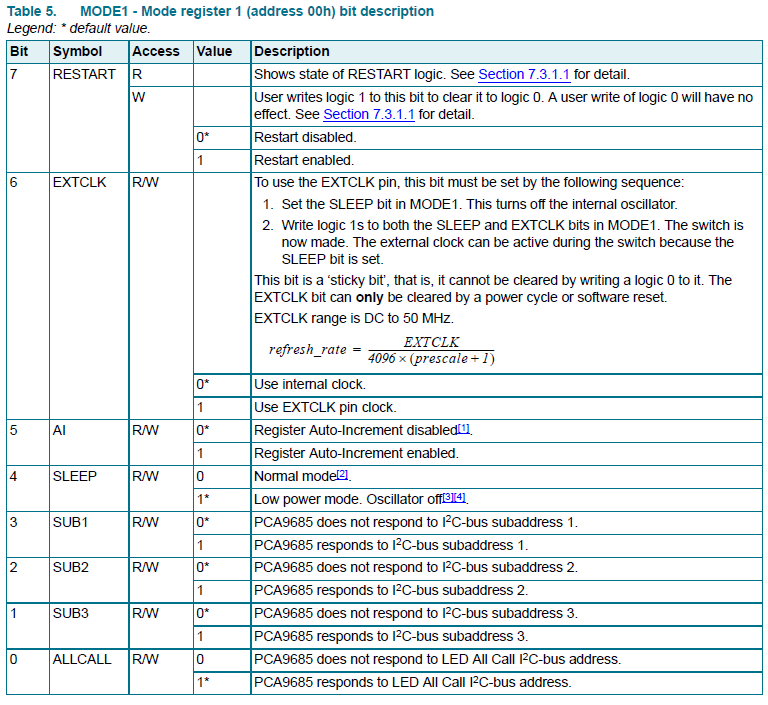 Table 5. MODE1 - Mode register 1 (address 00h) bit description
Legend: * default value.
Bit Symbol Access Value Description
7 RESTART R Shows state of RESTART logic. See Section 7.3.1.1 for detail.
W User writes logic 1 to this bit to clear it to logic 0. A user write of logic 0 will have no
effect. See Section 7.3.1.1 for detail.
0* Restart disabled.
1 Restart enabled.
6 EXTCLK R/W To use the EXTCLK pin, this bit must be set by the following sequence:
1. Set the SLEEP bit in MODE1. This turns off the internal oscillator.
2. Write logic 1s to both the SLEEP and EXTCLK bits in MODE1. The switch is
now made. The external clock can be active during the switch because the
SLEEP bit is set.
This bit is a ‘sticky bit’, that is, it cannot be cleared by writing a logic 0 to it. The
EXTCLK bit can only be cleared by a power cycle or software reset.
EXTCLK range is DC to 50 MHz.
refresh_rate = EXTCLK / 4096 × (prescale + 1)
0* Use internal clock.
1 Use EXTCLK pin clock.
5 AI R/W 0* Register Auto-Increment disabled[1].
1 Register Auto-Increment enabled.
4 SLEEP R/W 0 Normal mode[2].
1* Low power mode. Oscillator off[3][4].
3 SUB1 R/W 0* PCA9685 does not respond to I²C-bus subaddress 1.
1 PCA9685 responds to I²C-bus subaddress 1.
2 SUB2 R/W 0* PCA9685 does not respond to I²C-bus subaddress 2.
1 PCA9685 responds to I²C-bus subaddress 2.
1 SUB3 R/W 0* PCA9685 does not respond to I²C-bus subaddress 3.
1 PCA9685 responds to I²C-bus subaddress 3.
0 ALLCALL R/W 0 PCA9685 does not respond to LED All Call I²C-bus address.
1* PCA9685 responds to LED All Call I²C-bus address.